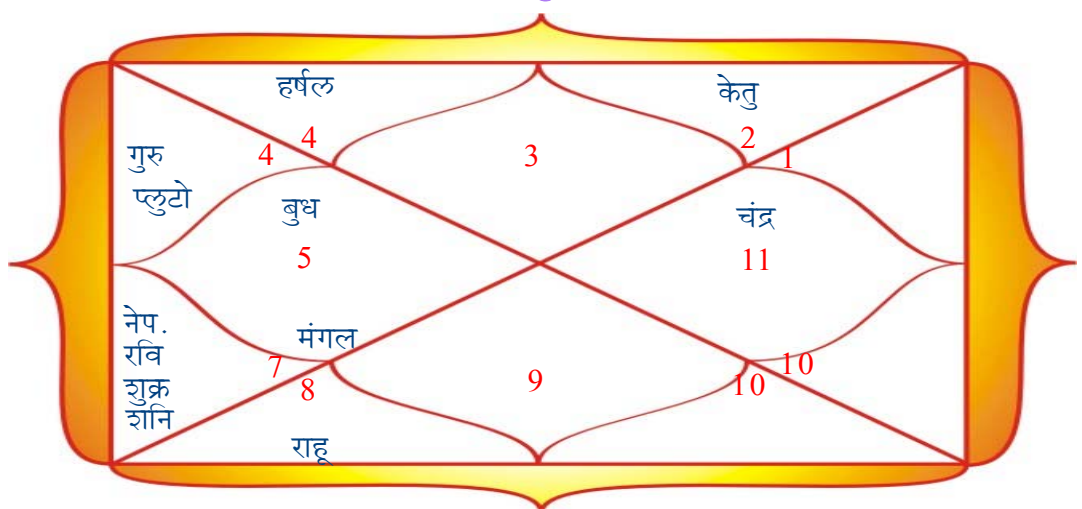 हर्षल
केतु
4
4
3
2
1
गुरु
प्लुटो
बुध
चंद्र
5
11
नेप.
रवि
शुक्र
शनि
मंगल
7
8
9
10
10
राहू